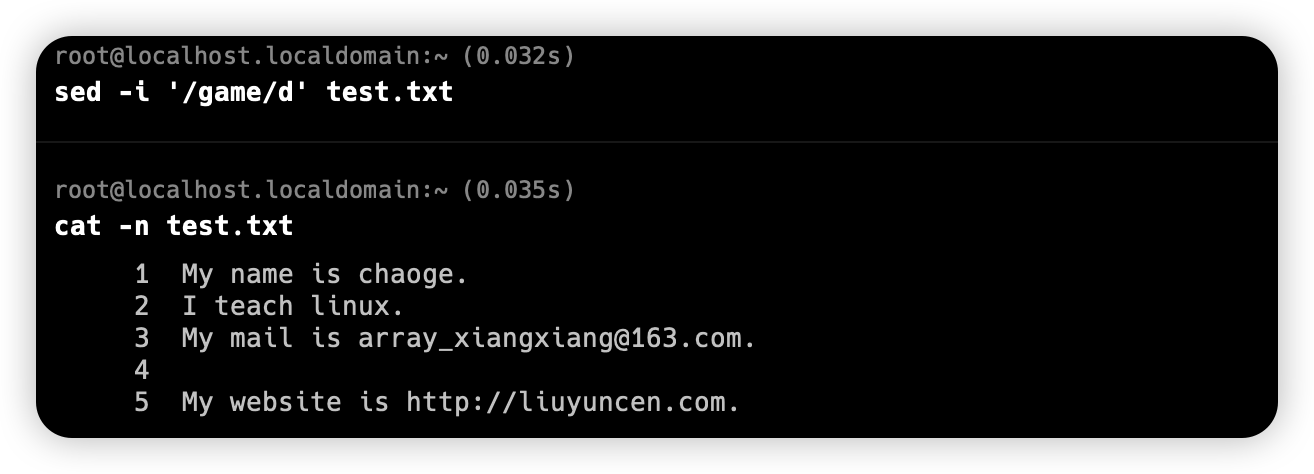 root@localhost.localdomain:~ (0.032s)
sed -i '/game/d' test.txt
root@localhost.localdomain:~ (0.035s)
cat -n test.txt
1 My name is chaoge.
2 I teach linux.
3 My mail is array_xiangxiang@163.com.
4
5 My website is http://liuyuncen.com.